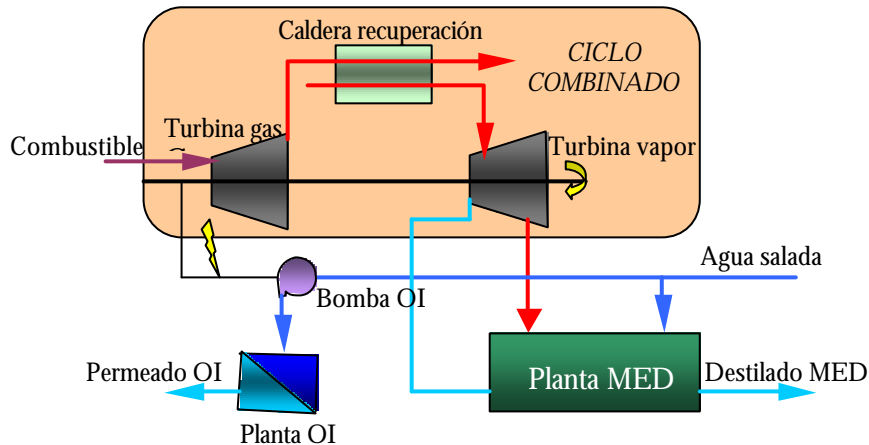 Caldera recuperación
CICLO
COMBINADO
Turbina gas
Combustible
Turbina vapor
Agua salada
Bomba OI
Permeado OI
Planta MED
Destilado MED
Planta OI